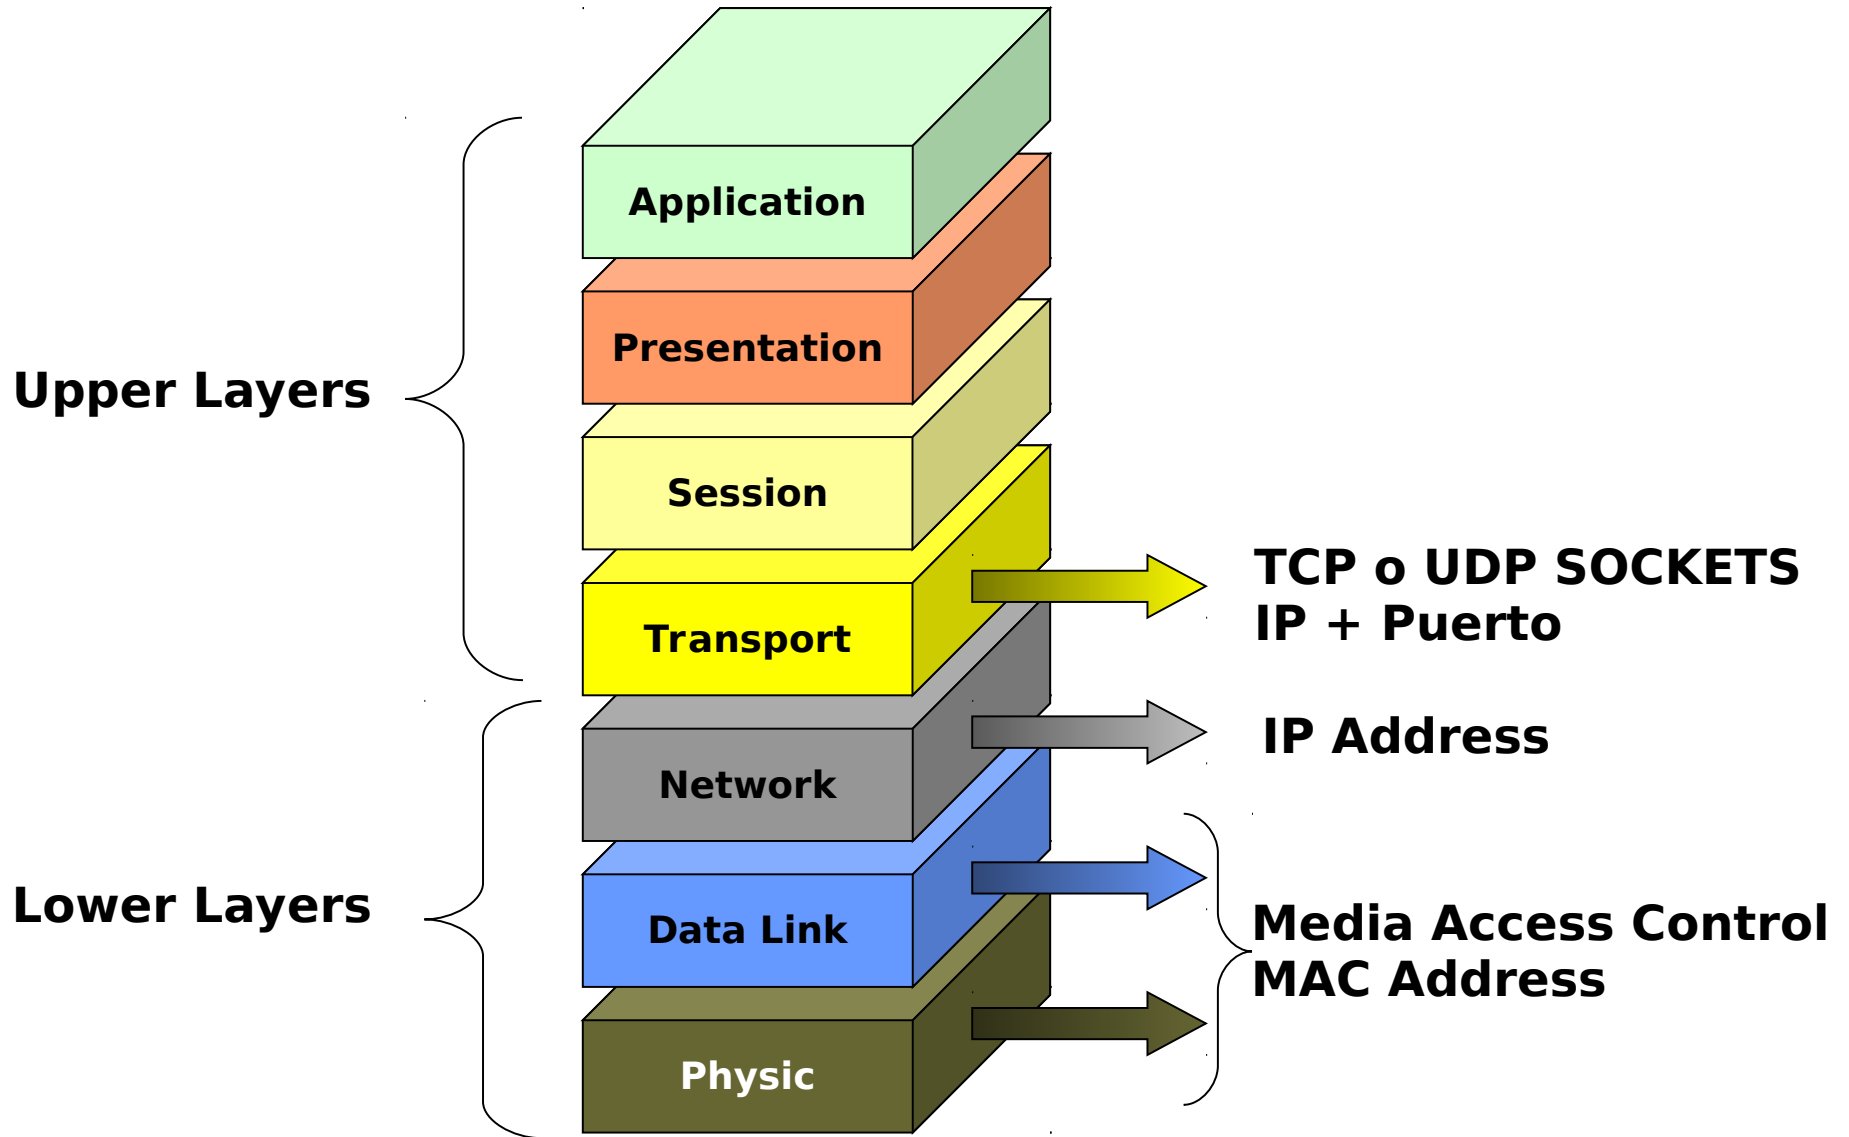 Application
Presentation
Upper Layers
Session
TCP o UDP SOCKETS
IP + Puerto
Transport
IP Address
Network
Lower Layers
Data Link
Media Access Control
MAC Address
Physic